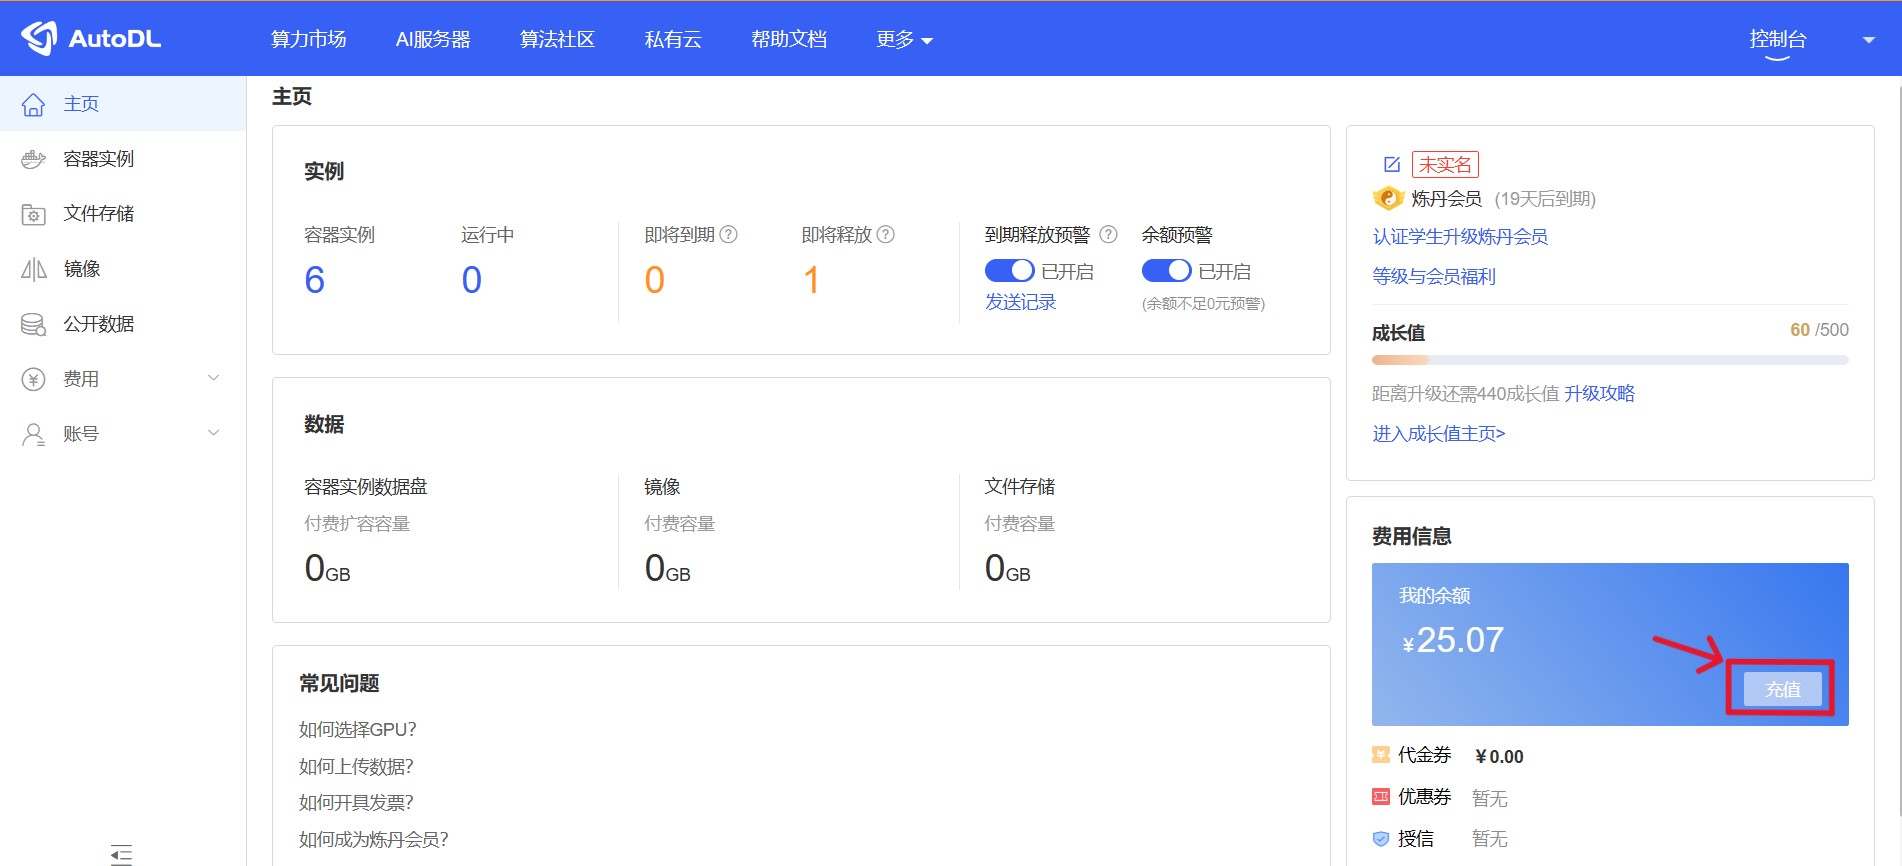 AutoDL
算力市场
AI服务器
算法社区
私有云
帮助文档
更多
控制台
主页
容器实例
文件存储
镜像
公开数据
费用
账号
主页
实例
容器实例
6
运行中
0
即将到期
0
即将释放
1
到期释放预警
已开启
发送记录
余额预警
已开启
(余额不足0元预警)
数据
容器实例数据盘
付费扩容容量
0GB
镜像
付费容量
0GB
文件存储
付费容量
0GB
常见问题
如何选择GPU?
如何上传数据?
如何开具发票?
如何成为炼丹会员?
未实名
炼丹会员 (19天后到期)
认证学生升级炼丹会员
等级与会员福利
成长值 60 /500
距离升级还需440成长值 升级攻略
进入成长值主页>
费用信息
我的余额
¥25.07
充值
代金券 ¥0.00
优惠券 暂无
授信 暂无